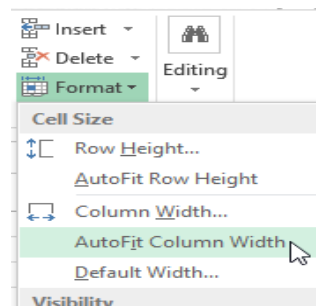 Insert
Delete
Editing
Format
Cell Size
Row Height...
AutoFit Row Height
Column Width...
AutoFit Column Width
Default Width...
Visibility